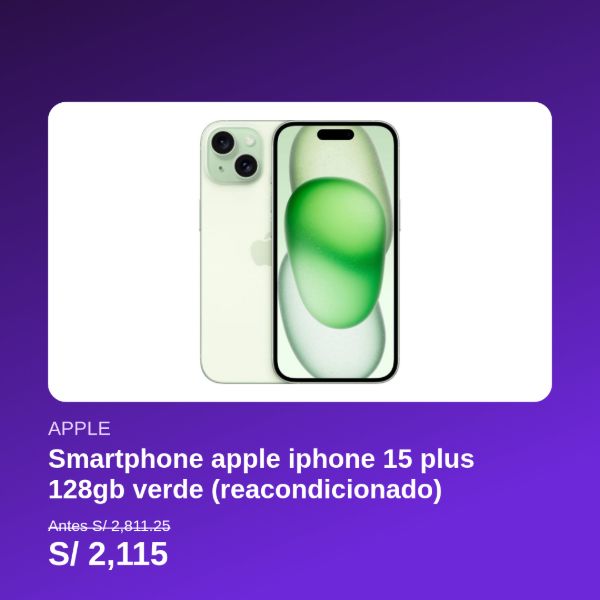 APPLE
Smartphone apple iphone 15 plus
128gb verde (reacondicionado)
Antes S/ 2,811.25
S/ 2,115